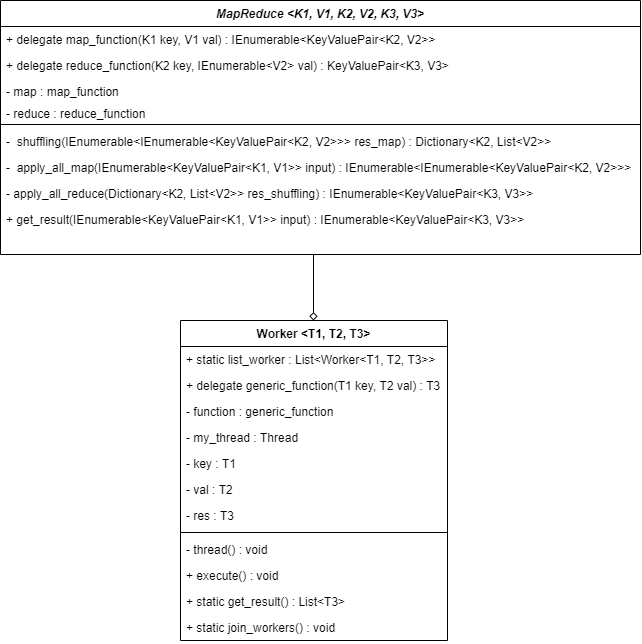 MapReduce <K1, V1, K2, V2, K3, V3>
+ delegate map_function(K1 key, V1 val) : IEnumerable<KeyValuePair<K2, V2>>
+ delegate reduce_function(K2 key, IEnumerable<V2> val) : KeyValuePair<K3, V3>
- map : map_function
- reduce : reduce_function
- shuffling(IEnumerable<IEnumerable<KeyValuePair<K2, V2>>> res_map) : Dictionary<K2, List<V2>>
- apply_all_map(IEnumerable<KeyValuePair<K1, V1>> input) : IEnumerable<IEnumerable<KeyValuePair<K2, V2>>>
- apply_all_reduce(Dictionary<K2, List<V2>> res_shuffling) : IEnumerable<KeyValuePair<K3, V3>>
+ get_result(IEnumerable<KeyValuePair<K1, V1>> input) : IEnumerable<KeyValuePair<K3, V3>>
Worker <T1, T2, T3>
+ static list_worker : List<Worker<T1, T2, T3>>
+ delegate generic_function(T1 key, T2 val) : T3
- function : generic_function
- my_thread : Thread
- key : T1
- val : T2
- res : T3
- thread() : void
+ execute() : void
+ static get_result() : List<T3>
+ static join_workers() : void